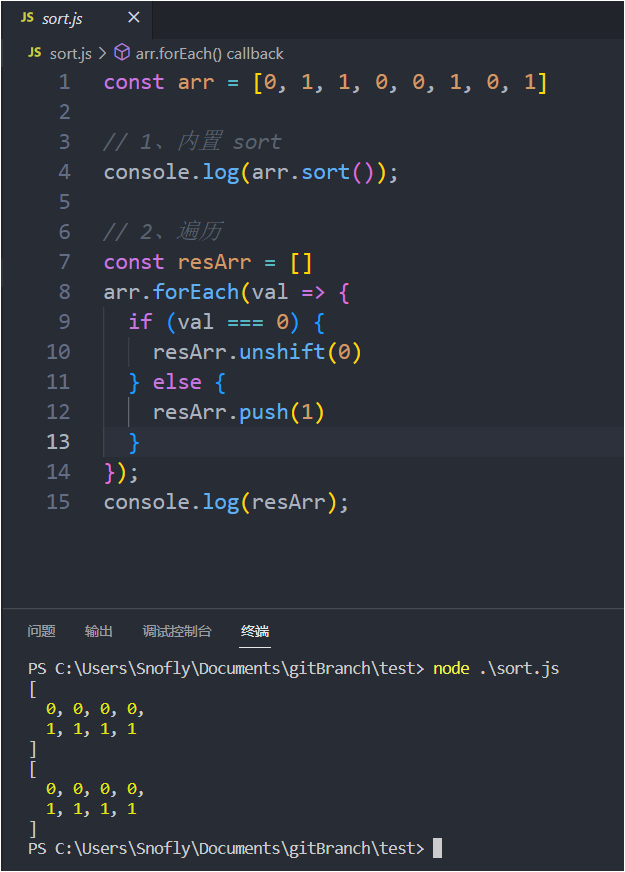 JS sort.js ×
JS sort.js > arr.forEach() callback
1 const arr = [0, 1, 1, 0, 0, 1, 0, 1]
2
3 // 1、内置 sort
4 console.log(arr.sort());
5
6 // 2、遍历
7 const resArr = []
8 arr.forEach(val => {
9   if (val === 0) {
10     resArr.unshift(0)
11   } else {
12     resArr.push(1)
13   }
14 });
15 console.log(resArr);
问题 输出 调试控制台 终端
PS C:\Users\Snofly\Documents\gitBranch\test> node .\sort.js
[
  0, 0, 0, 0,
  1, 1, 1, 1
]
[
  0, 0, 0, 0,
  1, 1, 1, 1
]
PS C:\Users\Snofly\Documents\gitBranch\test>